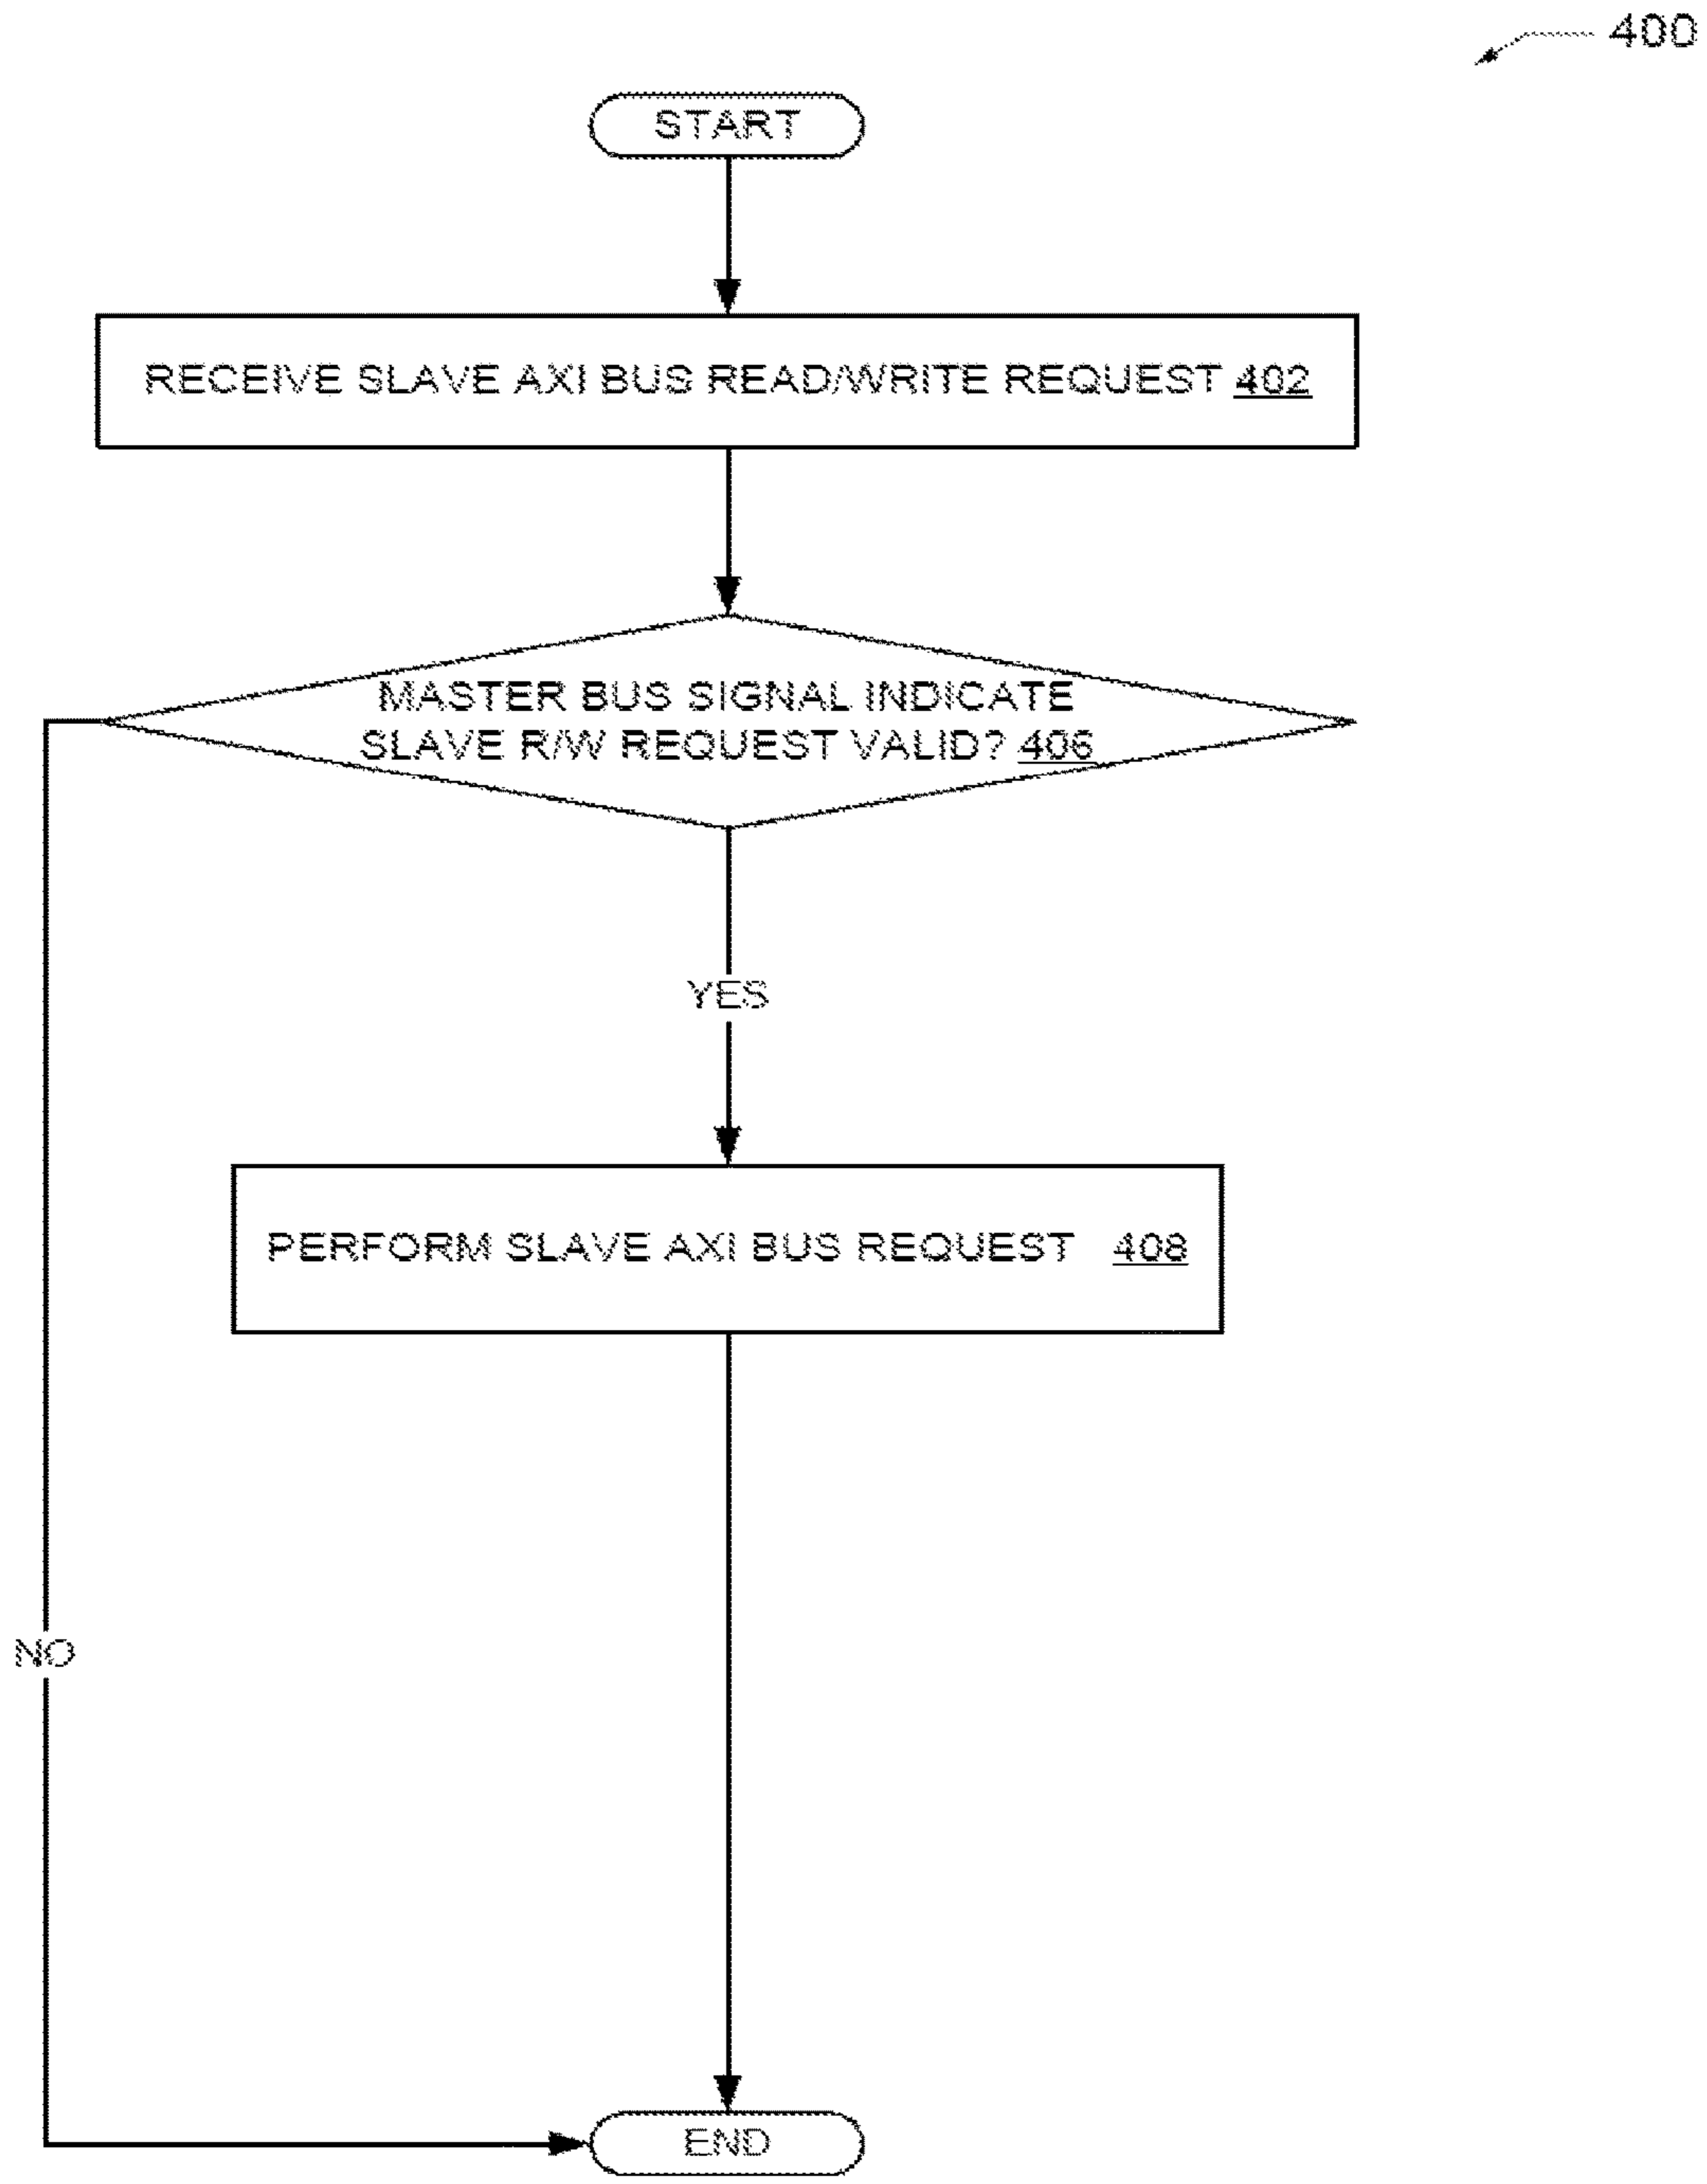 400
START
RECEIVE SLAVE AXI BUS READ/WRITE REQUEST 402
MASTER BUS SIGNAL INDICATE
SLAVE R/W REQUEST VALID? 406
YES
PERFORM SLAVE AXI BUS REQUEST 408
NO
END